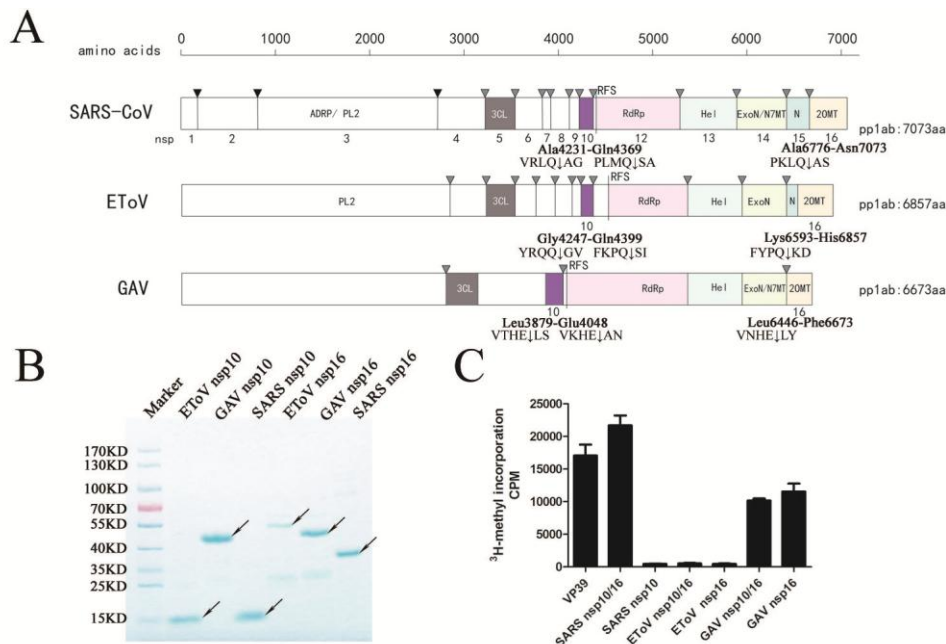 A
amino acids
0 1000 2000 3000 4000 5000 6000 7000
RFS
SARS-CoV
ADRP/ PL2 3CL RdRp Hel ExoN/N7MT N 2OMT
nsp 1 2 3 4 5 6 7 8 9 10 12 13 14 15 16
pp1ab:7073aa
Ala4231-Gln4369 Ala6776-Asn7073
VRLQ↓AG PLMQ↓SA PKLQ↓AS
RFS
EToV
PL2 3CL RdRp Hel ExoN N 2OMT
pp1ab:6857aa
10 16
Gly4247-Gln4399 Lys6593-His6857
YRQQ↓GV FKPQ↓SI FYPQ↓KD
RFS
GAV
3CL RdRp Hel ExoN/N7MT 2OMT
pp1ab:6673aa
10 16
Leu3879-Glu4048 Leu6446-Phe6673
VTHE↓LS VKHE↓AN VNHE↓LY
B
Marker
EToV nsp10
GAV nsp10
SARS nsp10
EToV nsp16
GAV nsp16
SARS nsp16
170KD
130KD
100KD
70KD
55KD
40KD
35KD
25KD
15KD
C
³H-methyl incorporation
CPM
25000
20000
15000
10000
5000
0
VP39
SARS nsp10/16
SARS nsp10
EToV nsp10/16
EToV nsp16
GAV nsp10/16
GAV nsp16